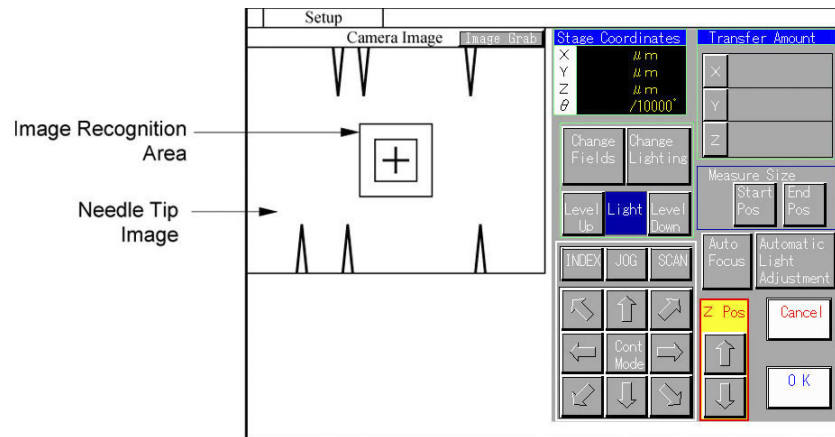 Setup
Camera Image
Image Grab
Image Recognition
Area
Needle Tip
Image
Stage Coordinates
X μm
Y μm
Z μm
θ /10000°
Transfer Amount
X
Y
Z
Change
Fields
Change
Lighting
Measure Size
Start
Pos
End
Pos
Level
Up
Light
Level
Down
Auto
Focus
Automatic
Light
Adjustment
INDEX
JOG
SCAN
Cont
Mode
Z Pos
Cancel
OK